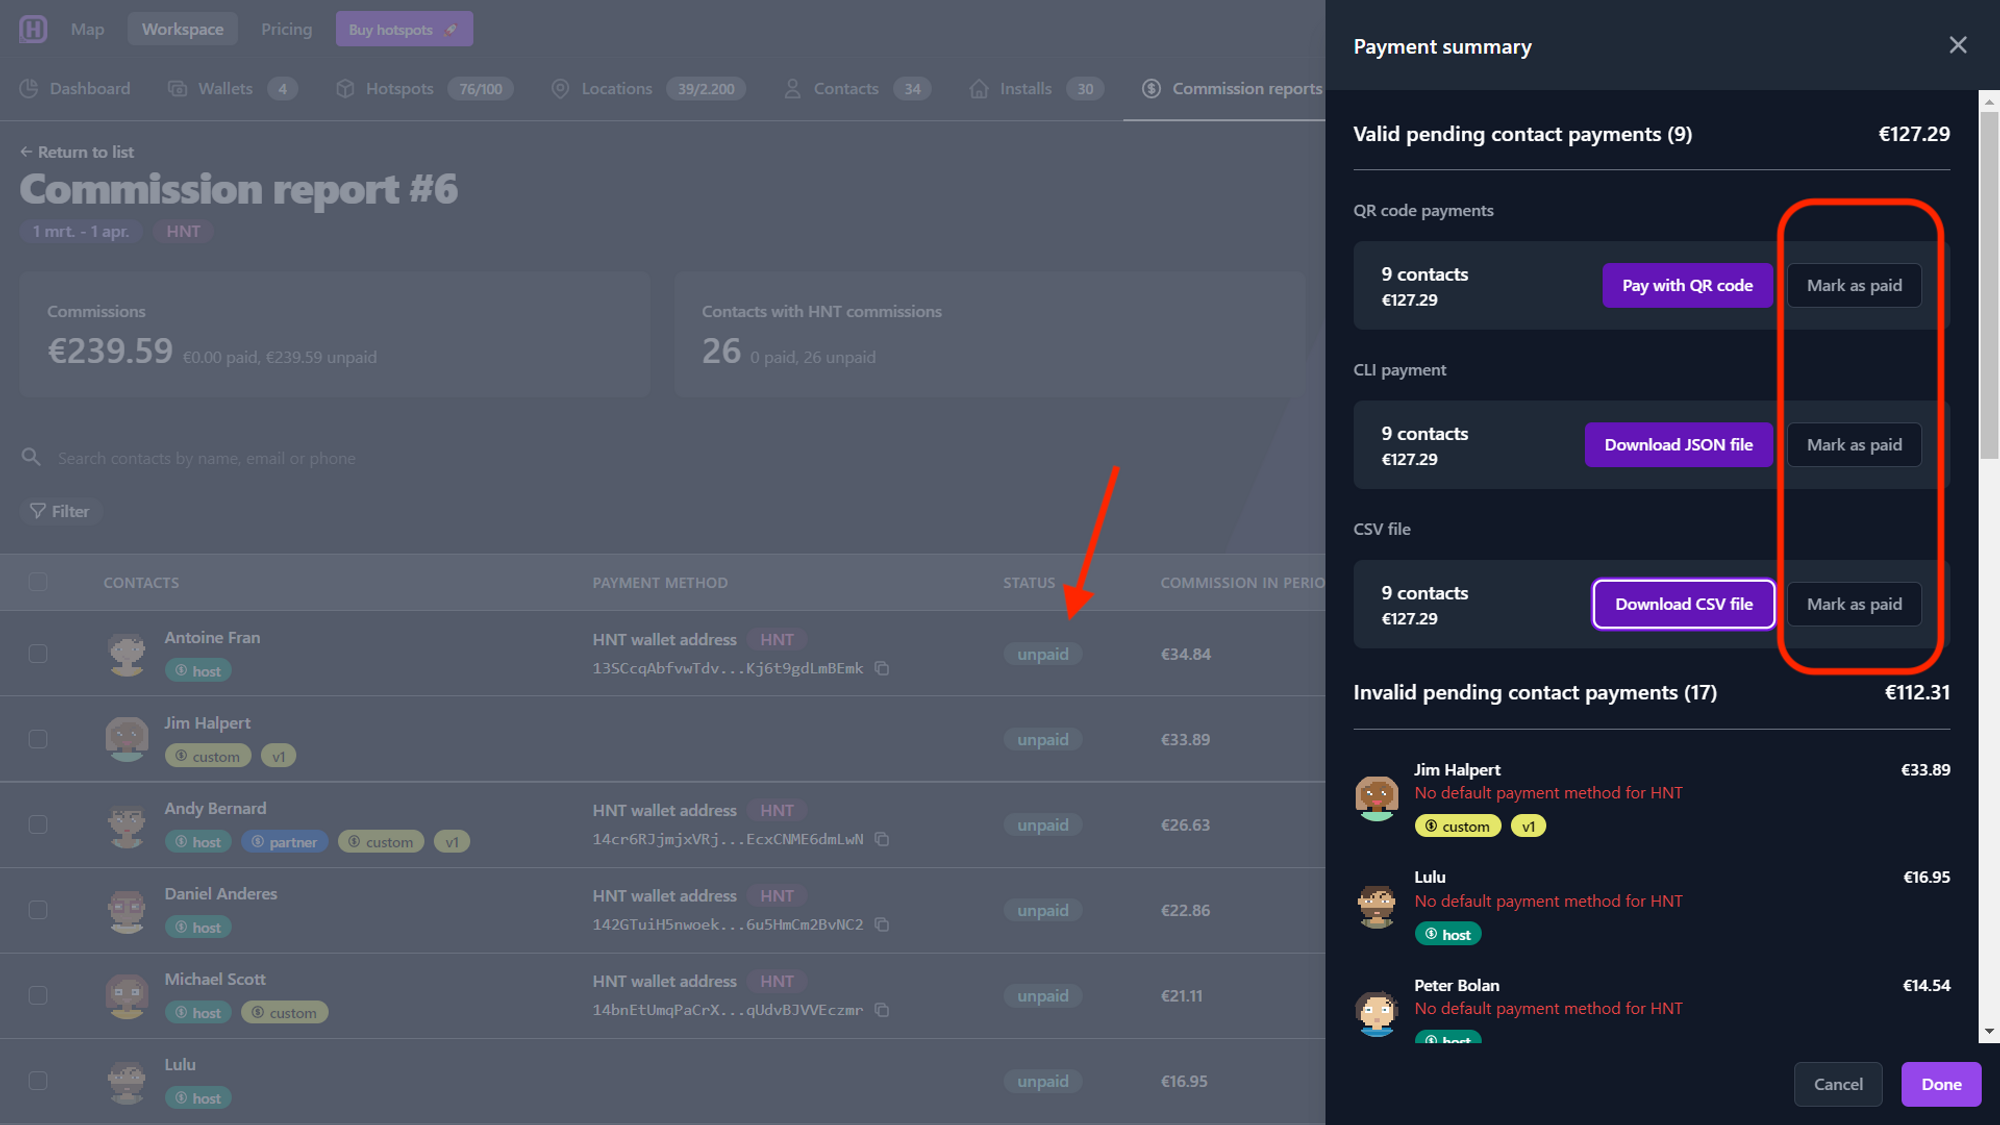 H Map Workspace Pricing Buy hotspots
Dashboard Wallets 4 Hotspots 76/100 Locations 39/2.200 Contacts 34 Installs 30 Commission reports
← Return to list
Commission report #6
1 mrt. - 1 apr. HNT
Commissions
€239.59 €0.00 paid, €239.59 unpaid
Contacts with HNT commissions
26 0 paid, 26 unpaid
Search contacts by name, email or phone
Filter
CONTACTS PAYMENT METHOD STATUS COMMISSION IN PERIO
Antoine Fran
host
HNT wallet address HNT
13SCcqAbfvwTdv...Kj6t9gdLmBEmk
unpaid
€34.84
Jim Halpert
custom v1
unpaid
€33.89
Andy Bernard
host partner custom v1
HNT wallet address HNT
14cr6RJjmjxVRj...EcxCNME6dmLwN
unpaid
€26.63
Daniel Anderes
host
HNT wallet address HNT
142GTuiH5nwoek...6u5HmCm2BvNC2
unpaid
€22.86
Michael Scott
host custom
HNT wallet address HNT
14bnEtUmqPaCrX...qUdvBJVVEczmr
unpaid
€21.11
Lulu
host
unpaid
€16.95
Payment summary
Valid pending contact payments (9) €127.29
QR code payments
9 contacts
€127.29
Pay with QR code Mark as paid
CLI payment
9 contacts
€127.29
Download JSON file Mark as paid
CSV file
9 contacts
€127.29
Download CSV file Mark as paid
Invalid pending contact payments (17) €112.31
Jim Halpert €33.89
No default payment method for HNT
custom v1
Lulu €16.95
No default payment method for HNT
host
Peter Bolan €14.54
No default payment method for HNT
host
Cancel Done